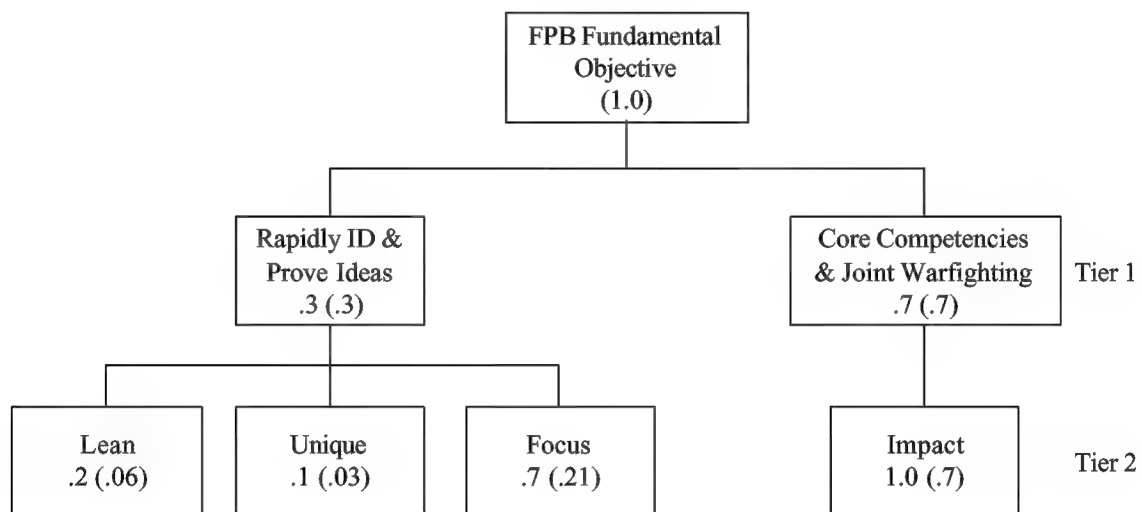 FPB Fundamental
Objective
(1.0)
Rapidly ID &
Prove Ideas
.3 (.3)
Core Competencies
& Joint Warfighting
.7 (.7)
Tier 1
Lean
.2 (.06)
Unique
.1 (.03)
Focus
.7 (.21)
Impact
1.0 (.7)
Tier 2